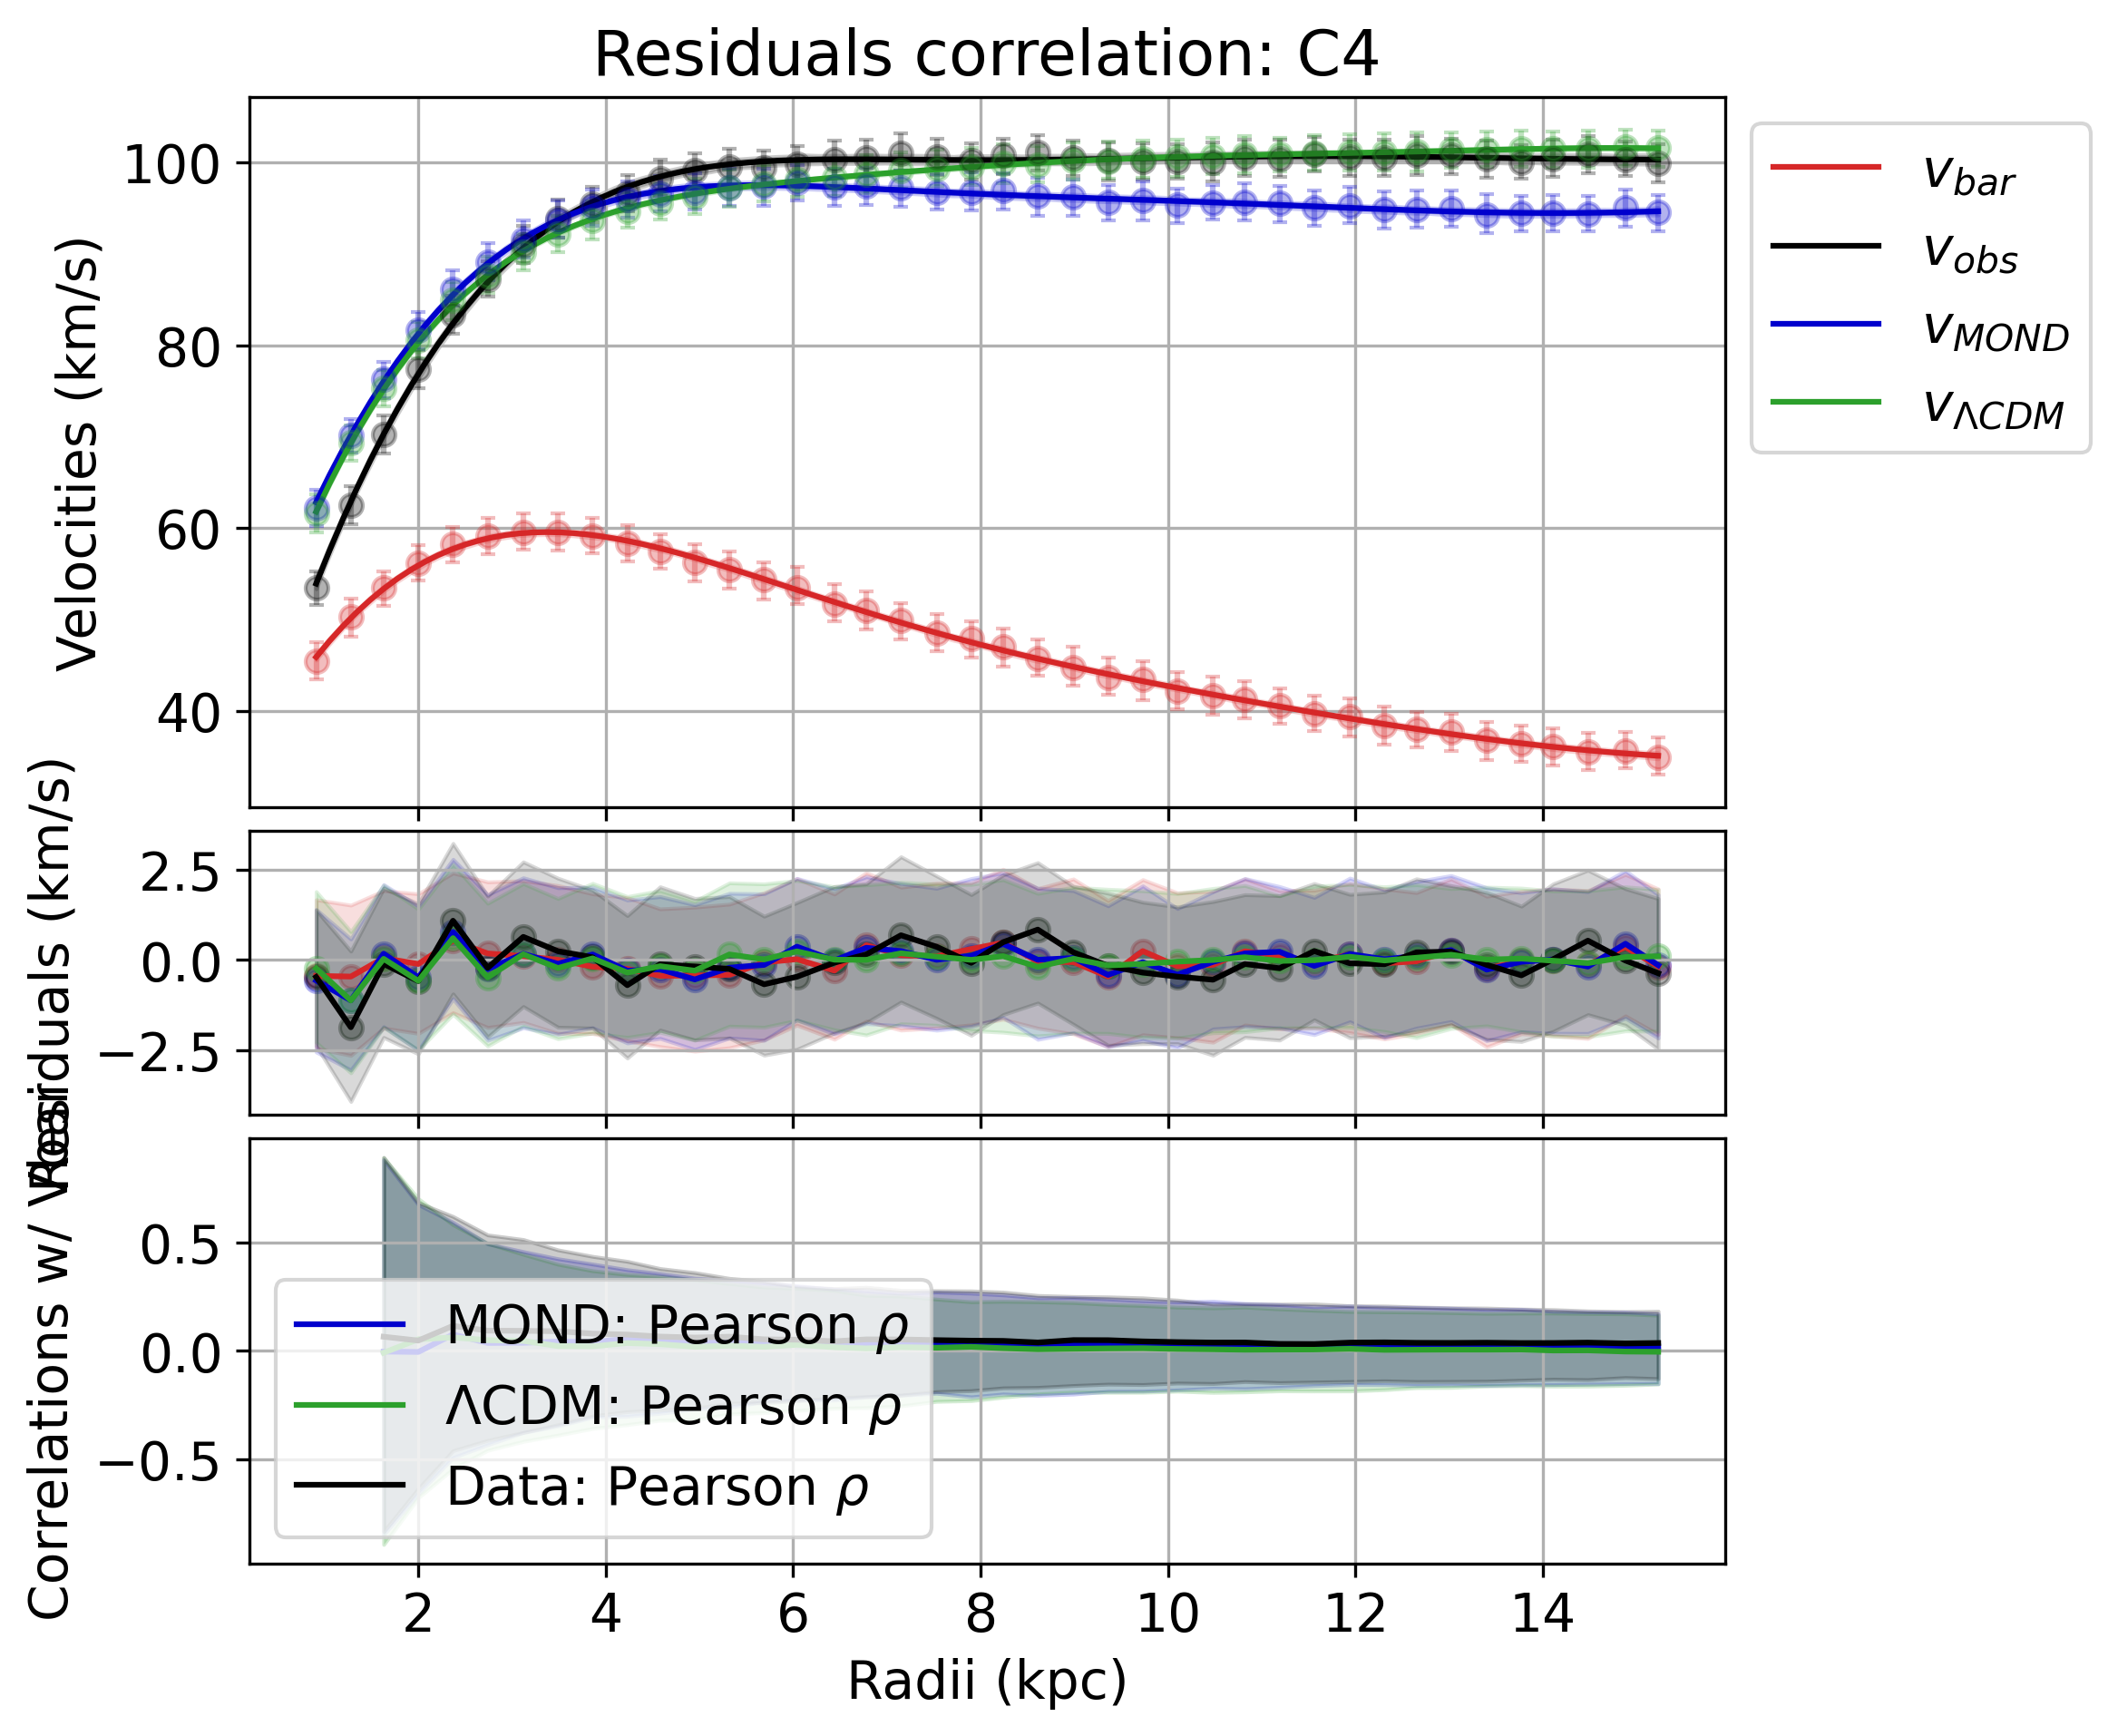 Residuals correlation: C4
Velocities (km/s)
100
80
60
40
v_bar
v_obs
v_MOND
v_ΛCDM
Residuals (km/s)
2.5
0.0
−2.5
Correlations w/ Vbar
0.5
0.0
−0.5
MOND: Pearson ρ
ΛCDM: Pearson ρ
Data: Pearson ρ
2 4 6 8 10 12 14
Radii (kpc)